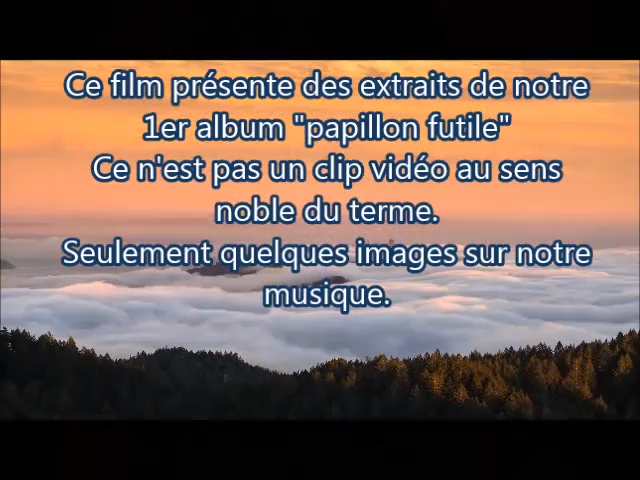 Ce film présente des extraits de notre
1er album "papillon futile"
Ce n'est pas un clip vidéo au sens
noble du terme.
Seulement quelques images sur notre
musique.